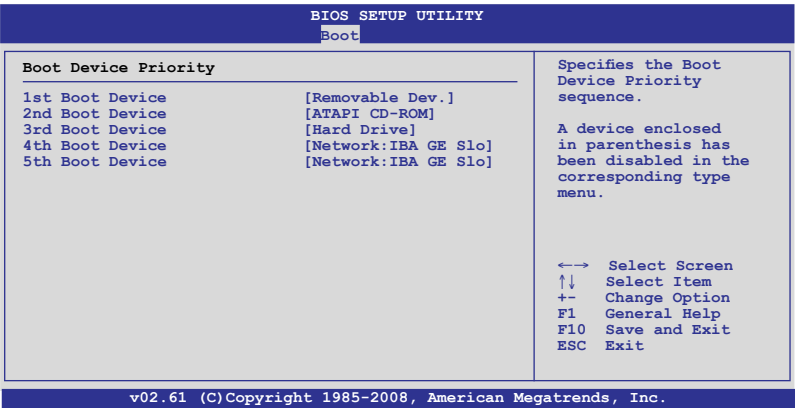 BIOS SETUP UTILITY
Boot
Boot Device Priority
1st Boot Device [Removable Dev.]
2nd Boot Device [ATAPI CD-ROM]
3rd Boot Device [Hard Drive]
4th Boot Device [Network:IBA GE Slo]
5th Boot Device [Network:IBA GE Slo]
Specifies the Boot
Device Priority
sequence.
A device enclosed
in parenthesis has
been disabled in the
corresponding type
menu.
←→ Select Screen
↑↓ Select Item
+- Change Option
F1 General Help
F10 Save and Exit
ESC Exit
v02.61 (C)Copyright 1985-2008, American Megatrends, Inc.